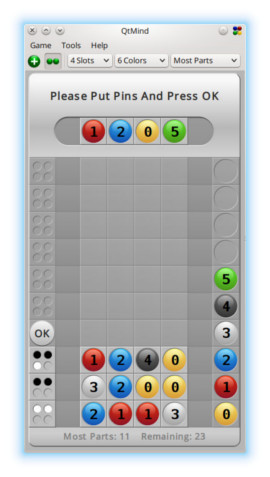 QtMind
Game Tools Help
4 Slots 6 Colors Most Parts
Please Put Pins And Press OK
1 2 0 5
5
4
OK 3
1 2 4 0 2
3 2 0 0 1
2 1 1 3 0
Most Parts: 11 Remaining: 23